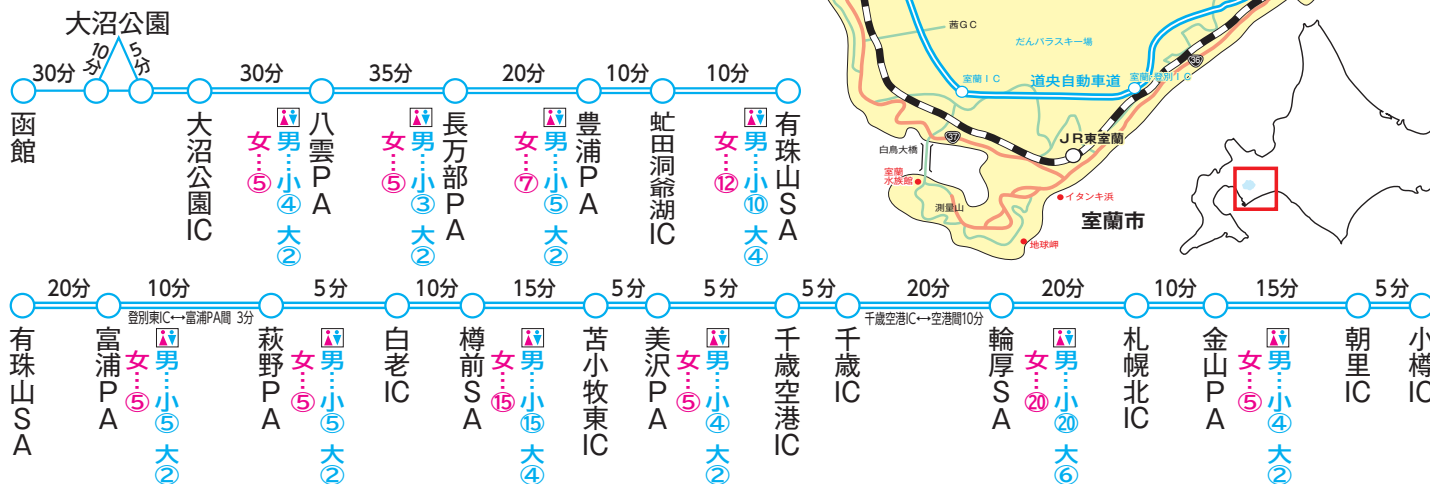 大沼公園
10分
5分
30分
30分
35分
20分
10分
10分
函館
大沼公園IC
八雲PA
女…⑤
男…小④ 大②
長万部PA
女…⑤
男…小③ 大②
豊浦PA
女…⑦
男…小⑤ 大②
虻田洞爺湖IC
有珠山SA
女…⑫
男…小⑩ 大④
茜GC
だんパラスキー場
室蘭IC
道央自動車道
室蘭・登別IC
36
37
JR東室蘭
白鳥大橋
室蘭
水族館
測量山
イタンキ浜
室蘭市
地球岬
20分
10分
5分
10分
15分
5分
5分
5分
20分
20分
10分
15分
5分
登別東IC↔富浦PA間 3分
千歳空港IC↔空港間10分
有珠山SA
富浦PA
女…⑤
男…小⑤ 大②
萩野PA
女…⑤
男…小⑤ 大②
白老IC
樽前SA
女…⑮
男…小⑮ 大④
苫小牧東IC
美沢PA
女…⑤
男…小④ 大②
千歳空港IC
千歳IC
輪厚SA
女…⑳
男…小⑳ 大⑥
札幌北IC
金山PA
女…⑤
男…小④ 大②
朝里IC
小樽IC